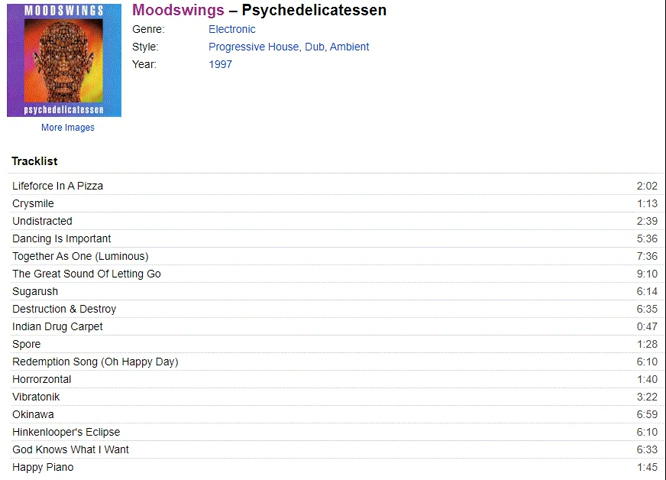 MOODSWINGS
psychedelicatessen
Moodswings – Psychedelicatessen
Genre: Electronic
Style: Progressive House, Dub, Ambient
Year: 1997
More Images
Tracklist
Lifeforce In A Pizza 2:02
Crysmile 1:13
Undistracted 2:39
Dancing Is Important 5:36
Together As One (Luminous) 7:36
The Great Sound Of Letting Go 9:10
Sugarush 6:14
Destruction & Destroy 6:35
Indian Drug Carpet 0:47
Spore 1:28
Redemption Song (Oh Happy Day) 6:10
Horrorzontal 1:40
Vibratonik 3:22
Okinawa 6:59
Hinkenlooper's Eclipse 6:10
God Knows What I Want 6:33
Happy Piano 1:45